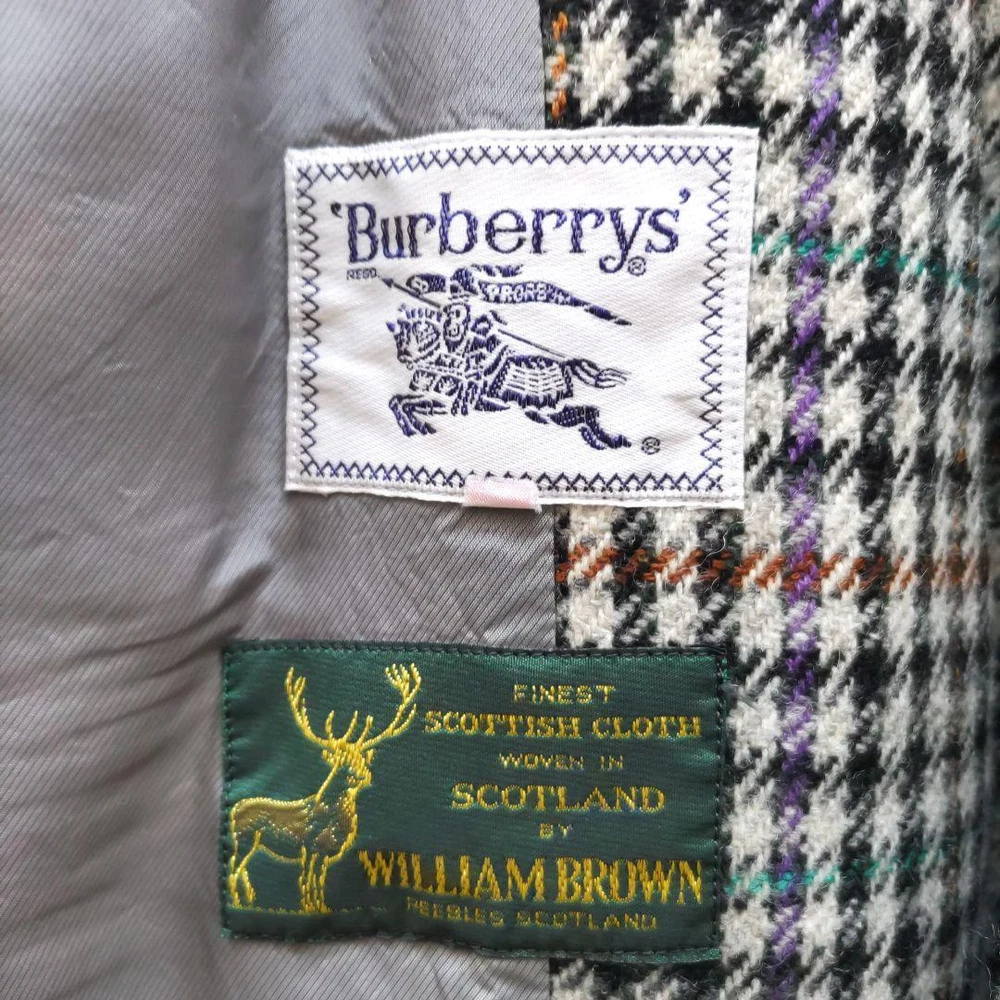 'Burberrys'
REGD.
®
PRORSUM
®
FINEST
SCOTTISH CLOTH
WOVEN IN
SCOTLAND
BY
WILLIAM BROWN
PEEBLES SCOTLAND